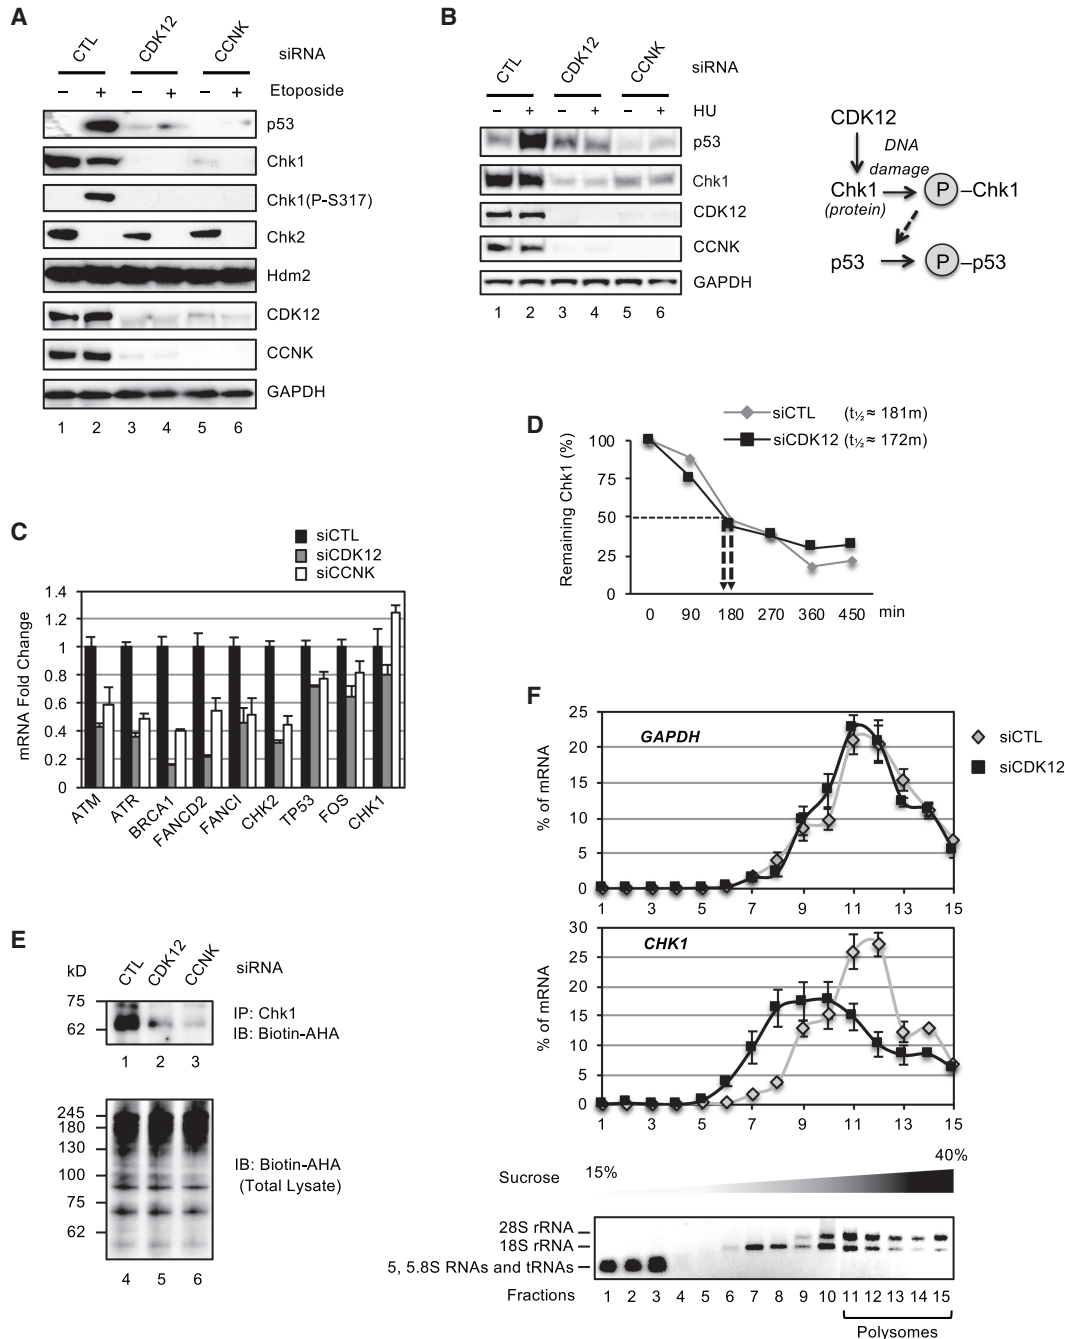 A
CTL CDK12 CCNK siRNA
– + – + – + Etoposide
p53
Chk1
Chk1(P-S317)
Chk2
Hdm2
CDK12
CCNK
GAPDH
1 2 3 4 5 6
B
CTL CDK12 CCNK siRNA
– + – + – + HU
p53
Chk1
CDK12
CCNK
GAPDH
1 2 3 4 5 6
CDK12
DNA
damage
Chk1 P –Chk1
(protein)
p53 P –p53
C
siCTL
siCDK12
siCCNK
mRNA Fold Change
1.4
1.2
1
0.8
0.6
0.4
0.2
0
ATM ATR BRCA1 FANCD2 FANCI CHK2 TP53 FOS CHK1
D
siCTL (t½ ≈ 181m)
siCDK12 (t½ ≈ 172m)
Remaining Chk1 (%)
100
75
50
25
0
0 90 180 270 360 450 min
E
kD CTL CDK12 CCNK siRNA
75
62
IP: Chk1
IB: Biotin-AHA
1 2 3
245
180
130
100
75
62
IB: Biotin-AHA
(Total Lysate)
4 5 6
F
GAPDH
siCTL
siCDK12
% of mRNA
25
20
15
10
5
0
1 3 5 7 9 11 13 15
CHK1
% of mRNA
30
25
20
15
10
5
0
1 3 5 7 9 11 13 15
Sucrose 15% 40%
28S rRNA
18S rRNA
5, 5.8S RNAs and tRNAs
Fractions 1 2 3 4 5 6 7 8 9 10 11 12 13 14 15
Polysomes